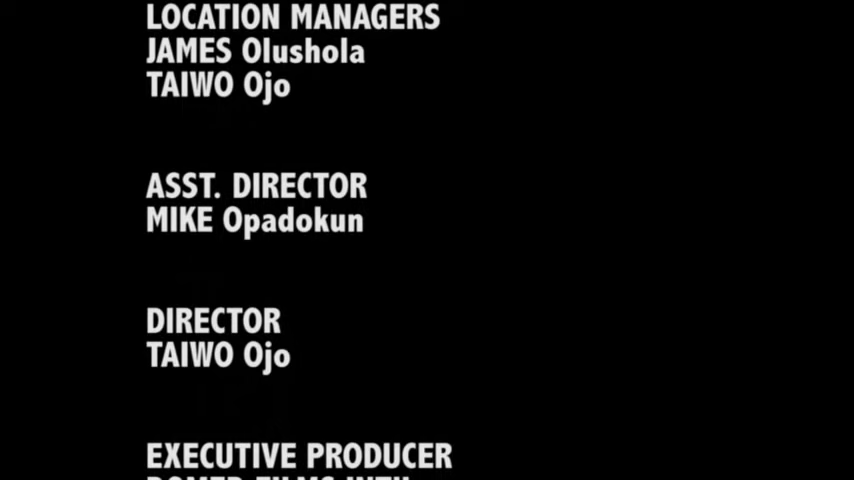 LOCATION MANAGERS
JAMES Olushola
TAIWO Ojo
ASST. DIRECTOR
MIKE Opadokun
DIRECTOR
TAIWO Ojo
EXECUTIVE PRODUCER